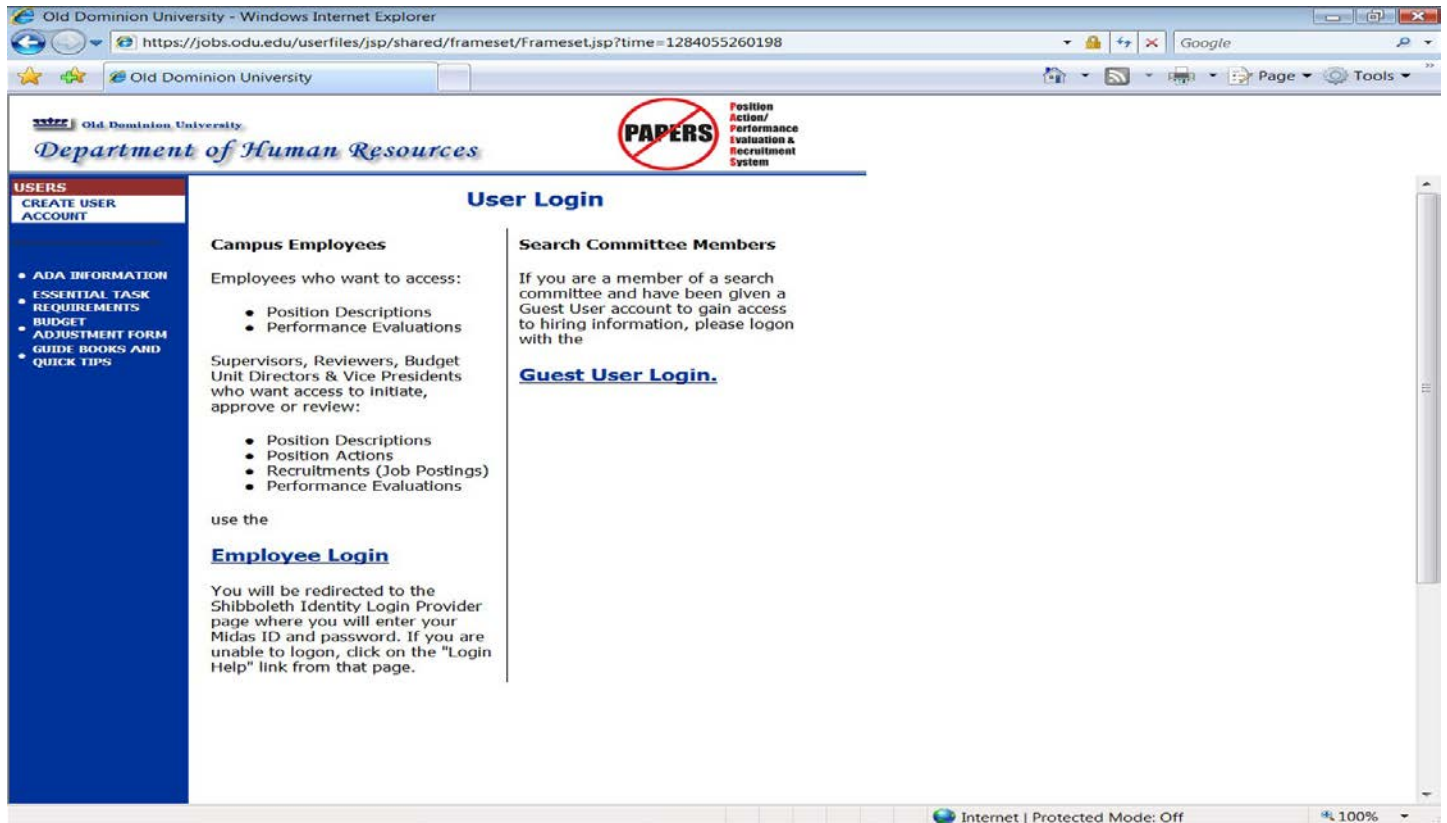 Old Dominion University - Windows Internet Explorer
https://jobs.odu.edu/userfiles/jsp/shared/frameset/Frameset.jsp?time=1284055260198
Google
Old Dominion University
Page
Tools
Old Dominion University
Department of Human Resources
PAPERS
Position
Action/
Performance
Evaluation &
Recruitment
System
USERS
CREATE USER
ACCOUNT
• ADA INFORMATION
• ESSENTIAL TASK
REQUIREMENTS
• BUDGET
ADJUSTMENT FORM
• GUIDE BOOKS AND
QUICK TIPS
User Login
Campus Employees
Employees who want to access:
• Position Descriptions
• Performance Evaluations
Supervisors, Reviewers, Budget
Unit Directors & Vice Presidents
who want access to initiate,
approve or review:
• Position Descriptions
• Position Actions
• Recruitments (Job Postings)
• Performance Evaluations
use the
Employee Login
You will be redirected to the
Shibboleth Identity Login Provider
page where you will enter your
Midas ID and password. If you are
unable to logon, click on the "Login
Help" link from that page.
Search Committee Members
If you are a member of a search
committee and have been given a
Guest User account to gain access
to hiring information, please logon
with the
Guest User Login.
Internet | Protected Mode: Off
100%